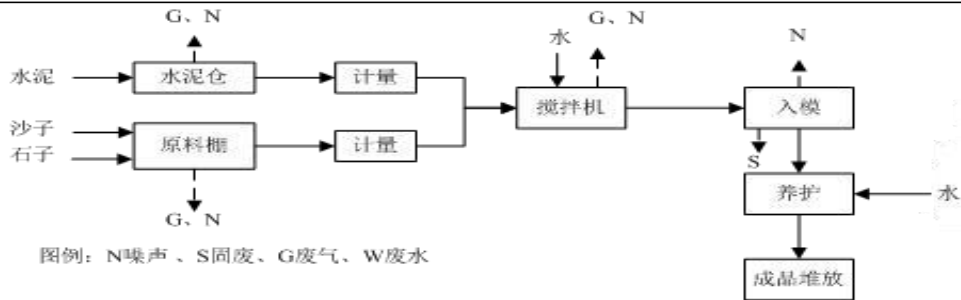 G、N
G、N
水
N
水泥
水泥仓
计量
搅拌机
入模
沙子
石子
原料棚
计量
S
养护
水
G、N
图例：N噪声 、S固废、G废气、W废水
成品堆放